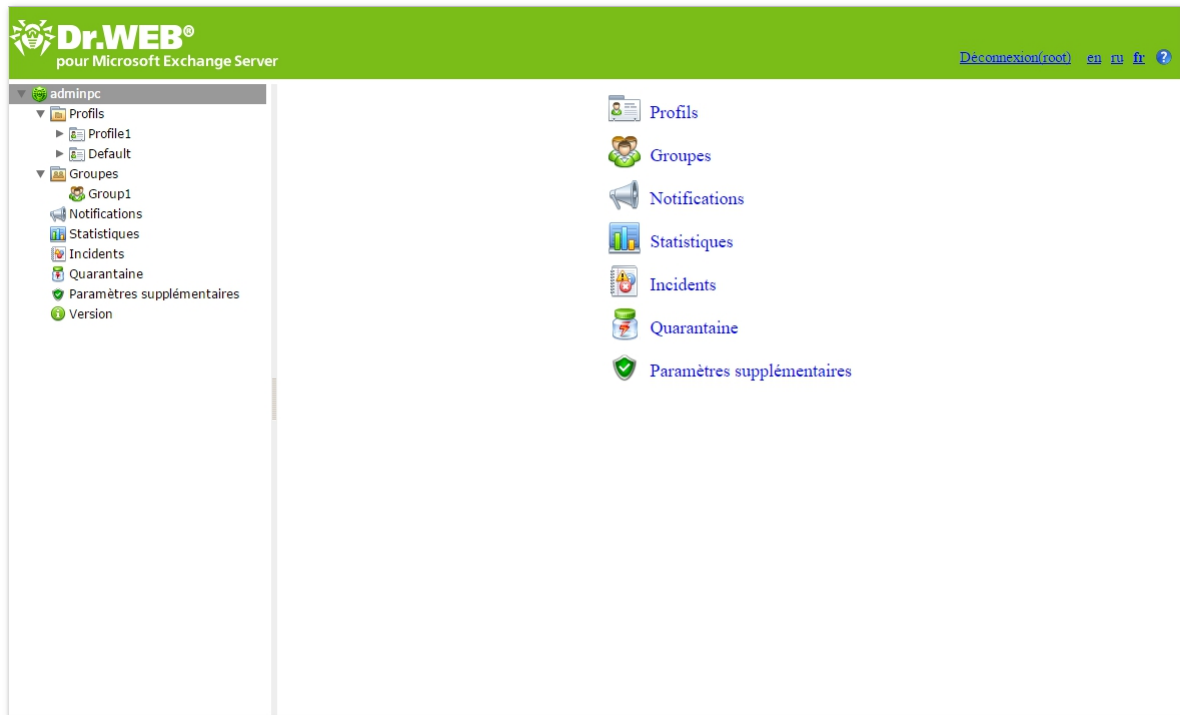 Dr.WEB®
pour Microsoft Exchange Server
Déconnexion(root) en ru fr ?
adminpc
Profils
Profile1
Default
Groupes
Group1
Notifications
Statistiques
Incidents
Quarantaine
Paramètres supplémentaires
Version
Profils
Groupes
Notifications
Statistiques
Incidents
Quarantaine
Paramètres supplémentaires